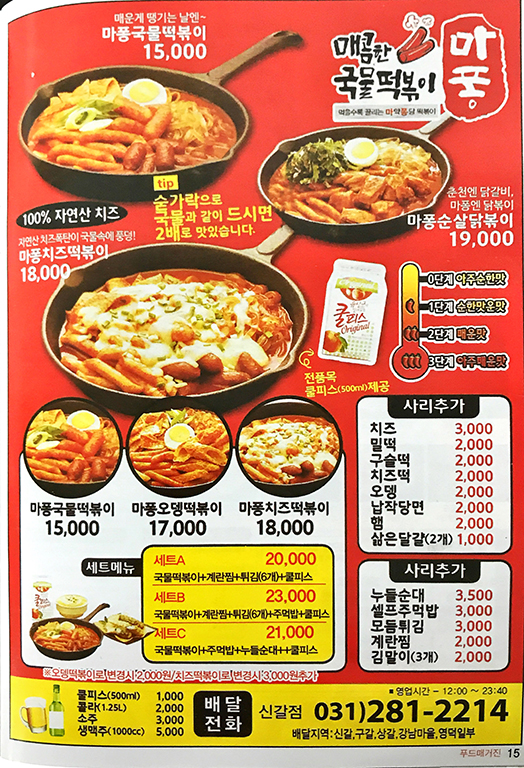 매운게 땡기는 날엔~
마퐁국물떡볶이
15,000
매콤한
국물떡볶이
마퐁
먹을수록 끌리는 마약퐁당 떡볶이
tip
숟가락으로
국물과 같이 드시면
2배로 맛있습니다.
춘천엔 닭갈비,
마퐁엔 닭볶이
마퐁순살닭볶이
19,000
100% 자연산 치즈
자연산 치즈폭탄이 국물속에 퐁덩!
마퐁치즈떡볶이
18,000
쿨피스
Original
전품목
쿨피스(500ml)제공
0단계 아주순한맛
1단계 순한매운맛
2단계 매운맛
3단계 아주매운맛
마퐁국물떡볶이
15,000
마퐁오뎅떡볶이
17,000
마퐁치즈떡볶이
18,000
사리추가
치즈 3,000
밀떡 2,000
구슬떡 2,000
치즈떡 2,000
오뎅 2,000
납작당면 2,000
햄 2,000
삶은달걀(2개) 1,000
사리추가
누들순대 3,500
셀프주먹밥 3,000
모듬튀김 3,000
계란찜 2,000
김말이(3개) 2,000
세트메뉴
세트A 20,000
국물떡볶이+계란찜+튀김(6개)+쿨피스
세트B 23,000
국물떡볶이+계란찜+튀김(6개)+주먹밥+쿨피스
세트C 21,000
국물떡볶이+주먹밥+누들순대++쿨피스
※오뎅떡볶이로 변경시 2,000원/치즈떡볶이로 변경시 3,000원추가
쿨피스(500ml) 1,000
콜라(1.25L) 2,000
소주 3,000
생맥주(1000cc) 5,000
배달
전화
■ 영업시간 - 12:00 ~ 23:40
신갈점 031)281-2214
배달지역 : 신갈,구갈,상갈,강남마을,영덕일부
푸드매거진 15